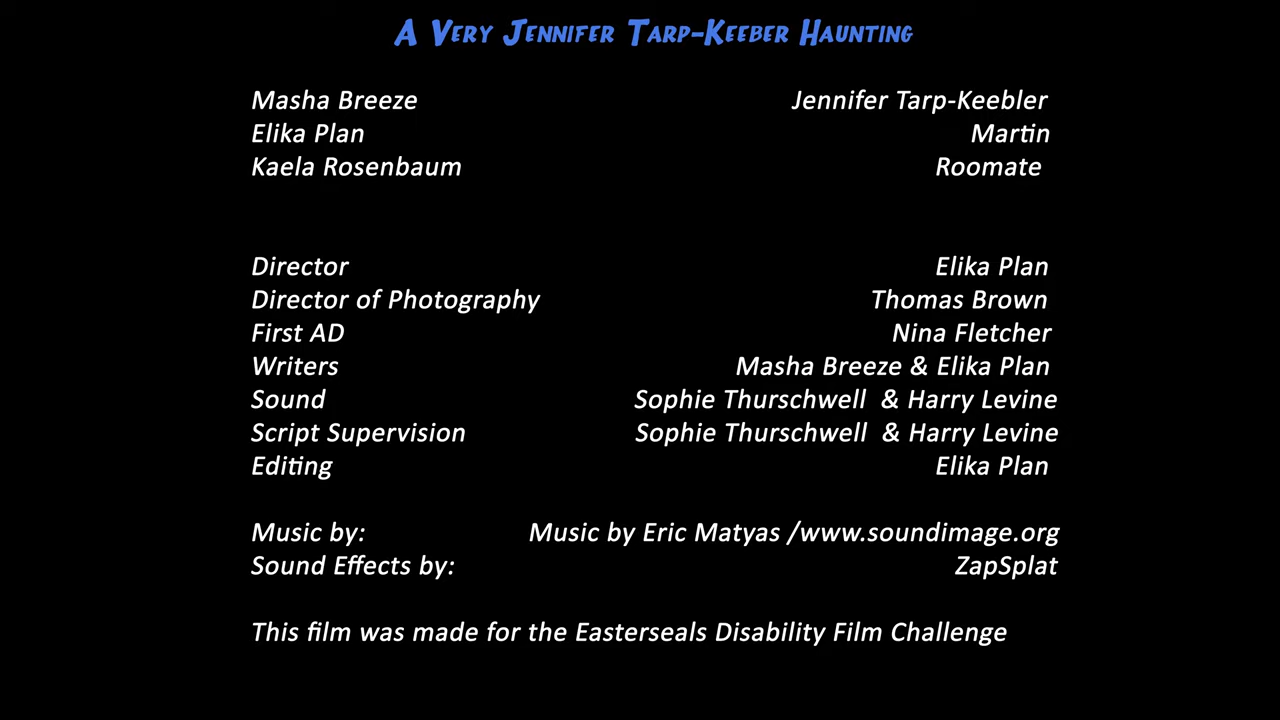 A Very Jennifer Tarp-Keeber Haunting
Masha Breeze Jennifer Tarp-Keebler
Elika Plan Martin
Kaela Rosenbaum Roomate
Director Elika Plan
Director of Photography Thomas Brown
First AD Nina Fletcher
Writers Masha Breeze & Elika Plan
Sound Sophie Thurschwell & Harry Levine
Script Supervision Sophie Thurschwell & Harry Levine
Editing Elika Plan
Music by: Music by Eric Matyas /www.soundimage.org
Sound Effects by: ZapSplat
This film was made for the Easterseals Disability Film Challenge